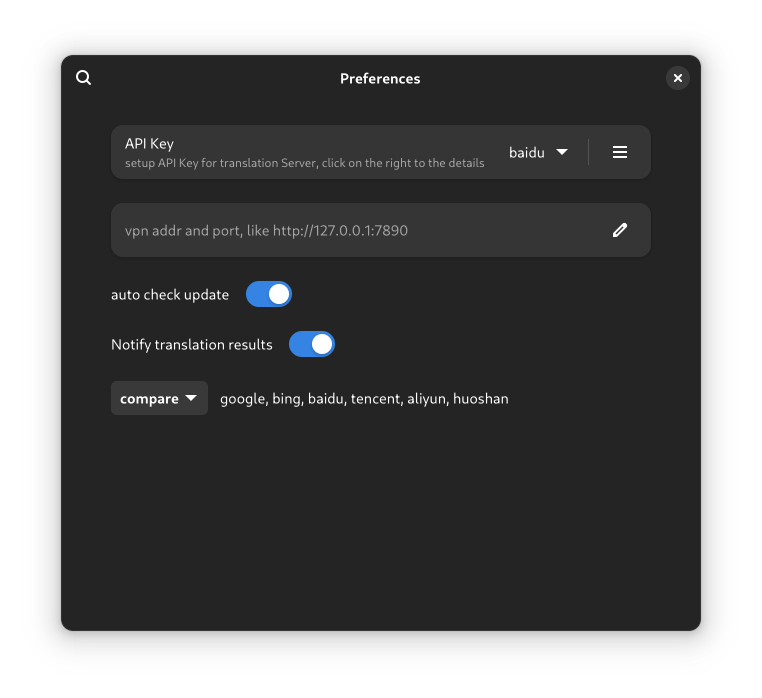 Preferences
API Key
setup API Key for translation Server, click on the right to the details
baidu
vpn addr and port, like http://127.0.0.1:7890
auto check update
Notify translation results
compare google, bing, baidu, tencent, aliyun, huoshan